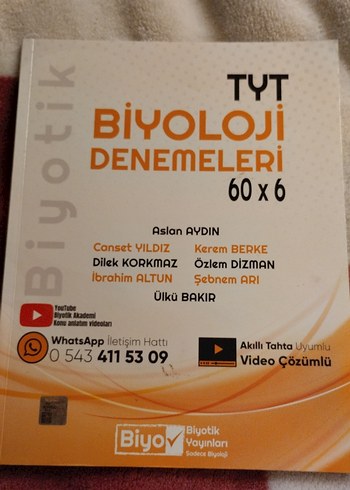 Biyotik
TYT
BİYOLOJİ
DENEMELERİ
60 x 6
Aslan AYDIN
Canset YILDIZ Kerem BERKE
Dilek KORKMAZ Özlem DİZMAN
İbrahim ALTUN Şebnem ARI
Ülkü BAKIR
YouTube
Biyotik Akademi
Konu anlatım videoları
WhatsApp İletişim Hattı
0 543 411 53 09
Akıllı Tahta Uyumlu
Video Çözümlü
Biyo
Biyotik
Yayınları
Sadece Biyoloji